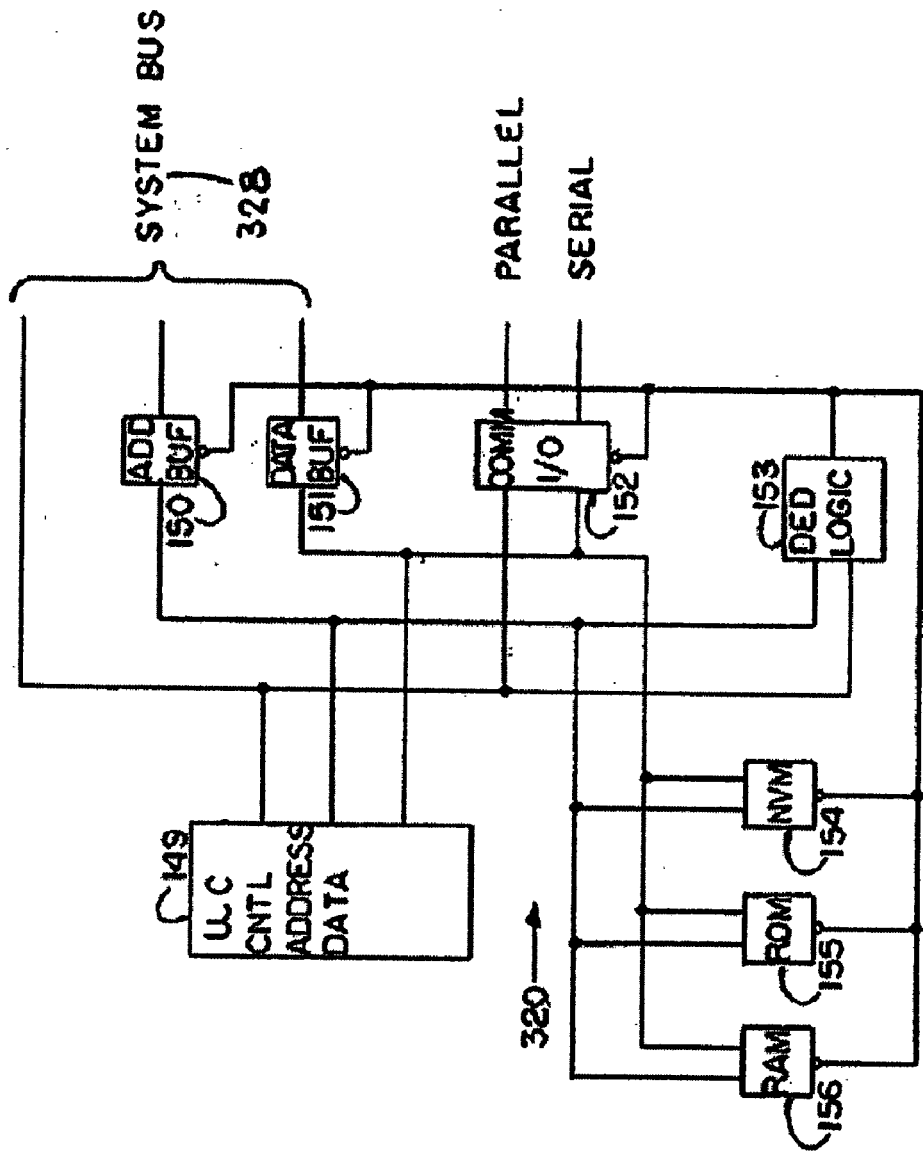 SYSTEM BUS
328
ADD
BUF
150
DATA
BUF
151
PARALLEL
SERIAL
COMM
I/O
152
DED
LOGIC
153
149
U.C
CNTL
ADDRESS
DATA
320
NVM
154
ROM
155
RAM
156